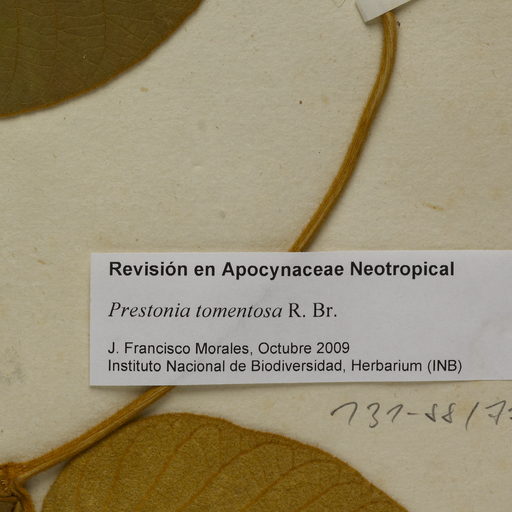 Revisión en Apocynaceae Neotropical
Prestonia tomentosa R. Br.
J. Francisco Morales, Octubre 2009
Instituto Nacional de Biodiversidad, Herbarium (INB)